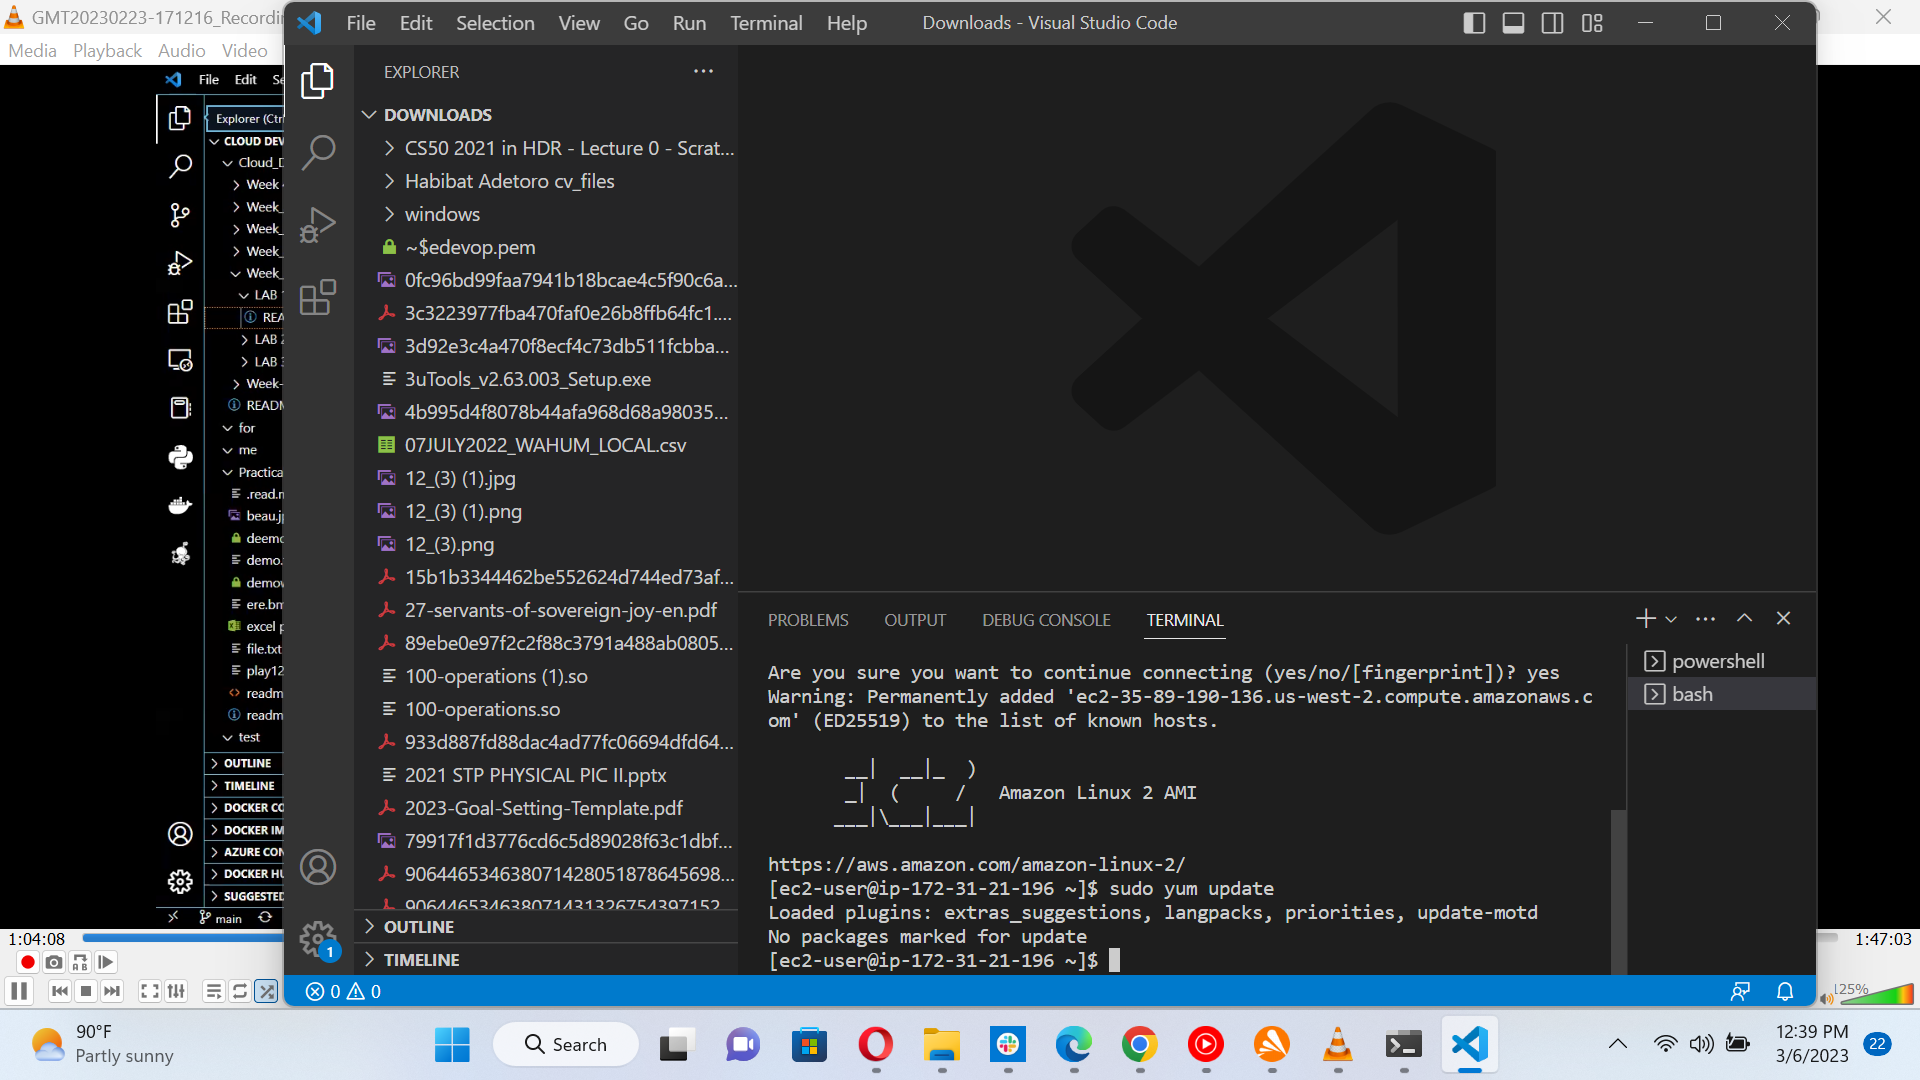 GMT20230223-171216_Recordin
Media Playback Audio Video
File Edit Se
Explorer (Ctr
CLOUD DEV
Cloud_D
Week
Week_
Week_
Week_
Week_
LAB
REA
LAB 2
LAB 3
Week-
READM
for
me
Practica
.read.m
beau.j
deemo
demo.
demov
ere.bm
excel p
file.txt
play12
readm
readm
test
OUTLINE
TIMELINE
DOCKER CO
DOCKER IM
AZURE CON
DOCKER HU
SUGGESTED
main
1:04:08
1:47:03
125%
File Edit Selection View Go Run Terminal Help
Downloads - Visual Studio Code
EXPLORER
DOWNLOADS
CS50 2021 in HDR - Lecture 0 - Scrat...
Habibat Adetoro cv_files
windows
~$edevop.pem
0fc96bd99faa7941b18bcae4c5f90c6a...
3c3223977fba470faf0e26b8ffb64fc1....
3d92e3c4a470f8ecf4c73db511fcbba...
3uTools_v2.63.003_Setup.exe
4b995d4f8078b44afa968d68a98035...
07JULY2022_WAHUM_LOCAL.csv
12_(3) (1).jpg
12_(3) (1).png
12_(3).png
15b1b3344462be552624d744ed73af...
27-servants-of-sovereign-joy-en.pdf
89ebe0e97f2c2f88c3791a488ab0805...
100-operations (1).so
100-operations.so
933d887fd88dac4ad77fc06694dfd64...
2021 STP PHYSICAL PIC II.pptx
2023-Goal-Setting-Template.pdf
79917f1d3776cd6c5d89028f63c1dbf...
906446534638071428051878645698...
906446534638071431326754397152
OUTLINE
TIMELINE
1
0 0
PROBLEMS OUTPUT DEBUG CONSOLE TERMINAL
powershell
bash
Are you sure you want to continue connecting (yes/no/[fingerprint])? yes
Warning: Permanently added 'ec2-35-89-190-136.us-west-2.compute.amazonaws.c
om' (ED25519) to the list of known hosts.
__|  __|_  )
_|  (     /   Amazon Linux 2 AMI
___|\___|___|
https://aws.amazon.com/amazon-linux-2/
[ec2-user@ip-172-31-21-196 ~]$ sudo yum update
Loaded plugins: extras_suggestions, langpacks, priorities, update-motd
No packages marked for update
[ec2-user@ip-172-31-21-196 ~]$
90°F
Partly sunny
Search
12:39 PM
3/6/2023
22